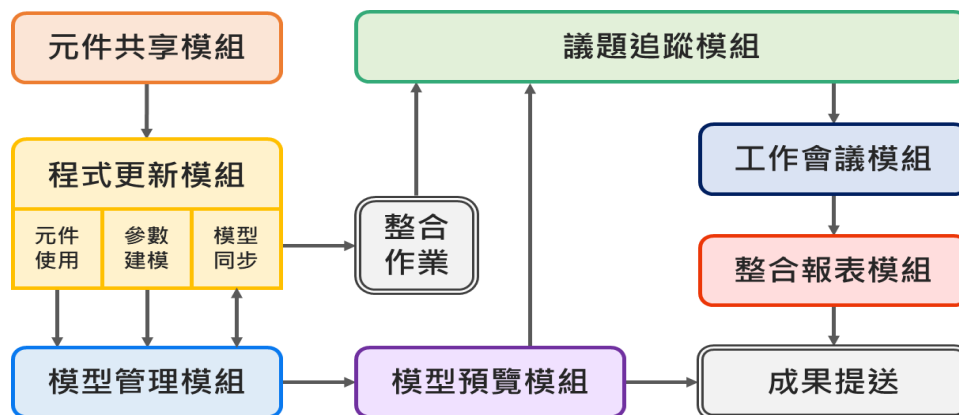 元件共享模組
議題追蹤模組
程式更新模組
工作會議模組
元件
使用
參數
建模
模型
同步
整合
作業
整合報表模組
模型管理模組
模型預覽模組
成果提送